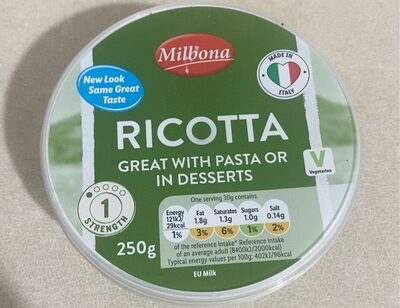 Milbona
New Look
Same Great
Taste
MADE IN
ITALY
RICOTTA
GREAT WITH PASTA OR
IN DESSERTS
V
Vegetarian
1
STRENGTH
250g
One serving 30g contains
Energy Fat Saturates Sugars Salt
121kJ/ 1.8g 1.3g 1.0g 0.14g
29kcal
1% 3% 6% 1% 2%
of the reference intake* Reference intake
of an average adult (8400kJ/2000kcal)
Typical energy values per 100g: 402kJ/96kcal
EU Milk